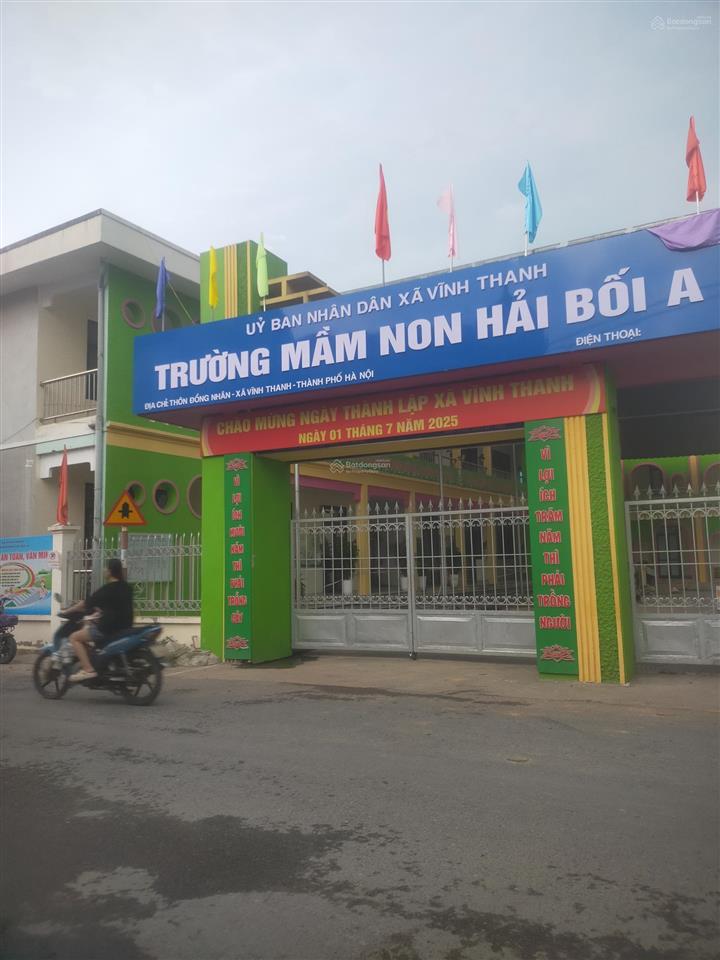 Batdongsan
UỶ BAN NHÂN DÂN XÃ VĨNH THANH
TRƯỜNG MẦM NON HẢI BỐI A
ĐỊA CHỈ: THÔN ĐỒNG NHÂN - XÃ VĨNH THANH - THÀNH PHỐ HÀ NỘI
ĐIỆN THOẠI:
CHÀO MỪNG NGÀY THÀNH LẬP XÃ VĨNH THANH
NGÀY 01 THÁNG 7 NĂM 2025
Batdongsan
VÌ
LỢI
ÍCH
MƯỜI
NĂM
THÌ
PHẢI
TRỒNG
CÂY
VÌ
LỢI
ÍCH
TRĂM
NĂM
THÌ
PHẢI
TRỒNG
NGƯỜI
AN TOÀN, VĂN MINH